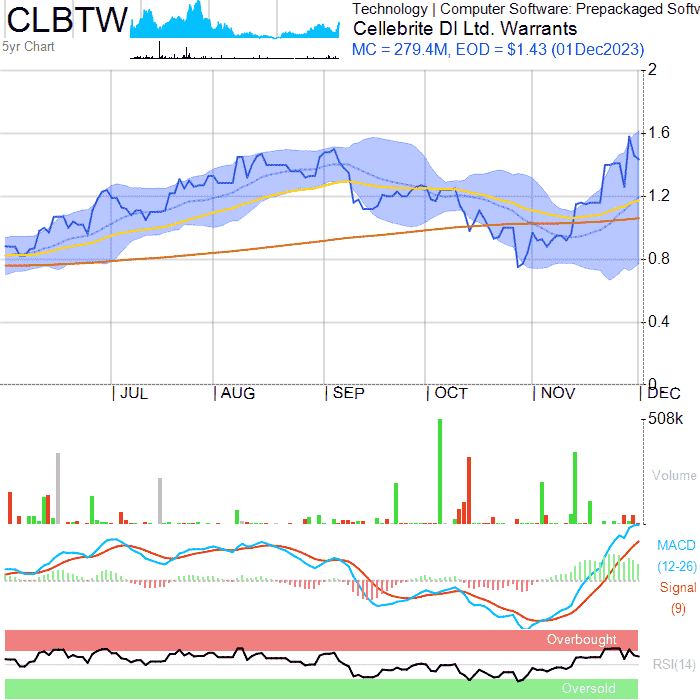 CLBTW
5yr Chart
Technology | Computer Software: Prepackaged Softw
Cellebrite DI Ltd. Warrants
MC = 279.4M, EOD = $1.43 (01Dec2023)
2
1.6
1.2
0.8
0.4
0
JUL AUG SEP OCT NOV DEC
508k
Volume
MACD
(12-26)
Signal
(9)
Overbought
RSI(14)
Oversold